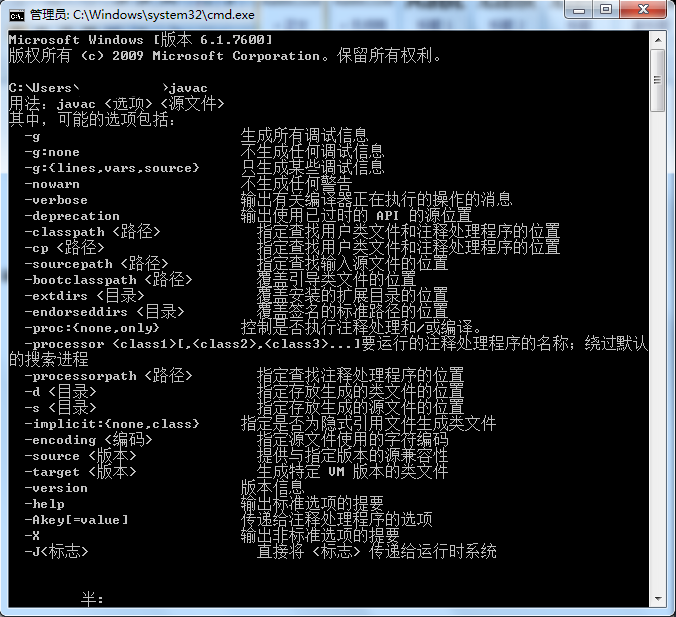 管理员: C:\Windows\system32\cmd.exe
Microsoft Windows [版本 6.1.7600]
版权所有 (c) 2009 Microsoft Corporation。保留所有权利。
C:\Users\ >javac
用法: javac <选项> <源文件>
其中, 可能的选项包括:
-g 生成所有调试信息
-g:none 不生成任何调试信息
-g:{lines,vars,source} 只生成某些调试信息
-nowarn 不生成任何警告
-verbose 输出有关编译器正在执行的操作的消息
-deprecation 输出使用已过时的 API 的源位置
-classpath <路径> 指定查找用户类文件和注释处理程序的位置
-cp <路径> 指定查找用户类文件和注释处理程序的位置
-sourcepath <路径> 指定查找输入源文件的位置
-bootclasspath <路径> 覆盖引导类文件的位置
-extdirs <目录> 覆盖安装的扩展目录的位置
-endorseddirs <目录> 覆盖签名的标准路径的位置
-proc:{none,only} 控制是否执行注释处理和/或编译。
-processor <class1>[,<class2>,<class3>...]要运行的注释处理程序的名称; 绕过默认
的搜索进程
-processorpath <路径> 指定查找注释处理程序的位置
-d <目录> 指定存放生成的类文件的位置
-s <目录> 指定存放生成的源文件的位置
-implicit:{none,class} 指定是否为隐式引用文件生成类文件
-encoding <编码> 指定源文件使用的字符编码
-source <版本> 提供与指定版本的源兼容性
-target <版本> 生成特定 VM 版本的类文件
-version 版本信息
-help 输出标准选项的提要
-Akey[=value] 传递给注释处理程序的选项
-X 输出非标准选项的提要
-J<标志> 直接将 <标志> 传递给运行时系统
半: